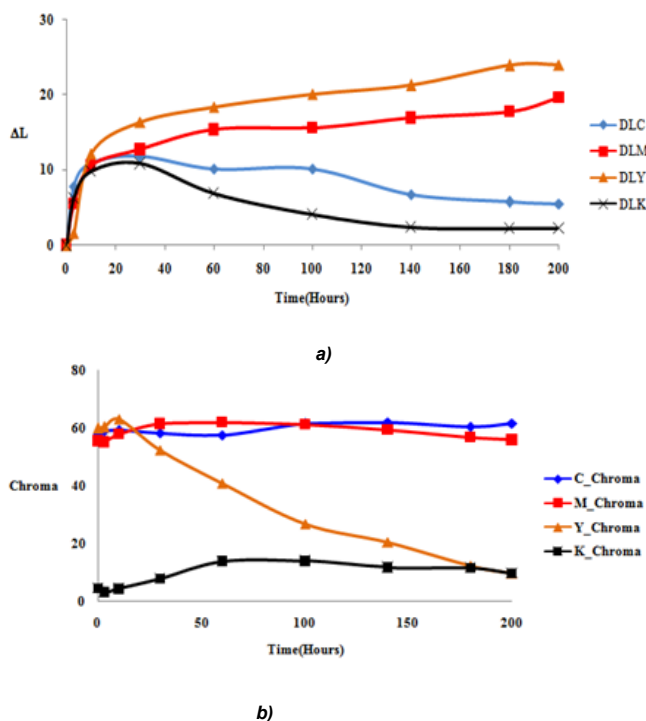 30
20
ΔL
10
0
0 20 40 60 80 100 120 140 160 180 200
Time(Hours)
DLC
DLM
DLY
DLK
a)
80
60
Chroma
40
20
0
0 50 100 150 200
Time(Hours)
C_Chroma
M_Chroma
Y_Chroma
K_Chroma
b)